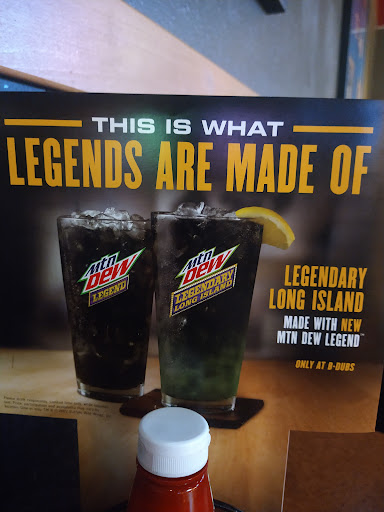 THIS IS WHAT
LEGENDS ARE MADE OF
Mtn
DEW
LEGEND
Mtn
DEW
LEGENDARY
LONG ISLAND
LEGENDARY
LONG ISLAND
MADE WITH NEW
MTN DEW LEGEND™
ONLY AT B-DUBS